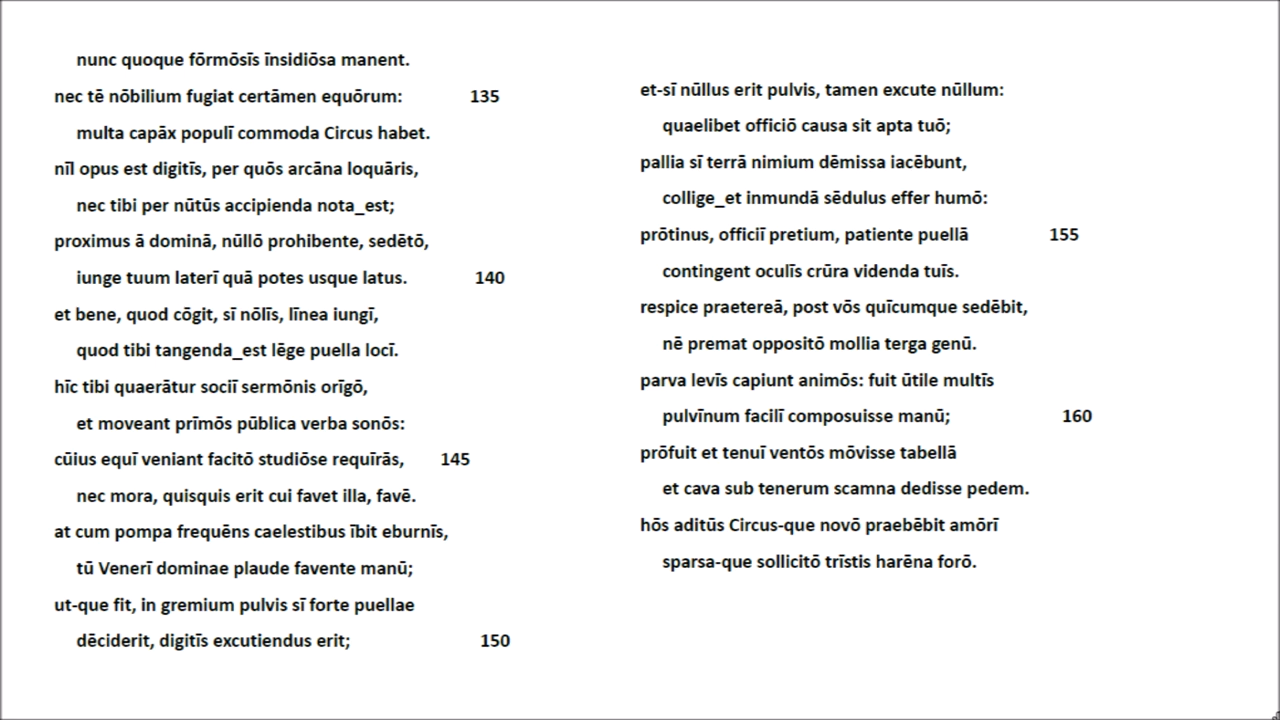 nunc quoque fōrmōsīs īnsidiōsa manent.
nec tē nōbilium fugiat certāmen equōrum: 135
multa capāx populī commoda Circus habet.
nīl opus est digitīs, per quōs arcāna loquāris,
nec tibi per nūtūs accipienda nota_est;
proximus ā dominā, nūllō prohibente, sedētō,
iunge tuum laterī quā potes usque latus. 140
et bene, quod cōgit, sī nōlīs, līnea iungī,
quod tibi tangenda_est lēge puella locī.
hīc tibi quaerātur sociī sermōnis orīgō,
et moveant prīmōs pūblica verba sonōs:
cūius equī veniant facitō studiōse requīrās, 145
nec mora, quisquis erit cui favet illa, favē.
at cum pompa frequēns caelestibus ībit eburnīs,
tū Venerī dominae plaude favente manū;
ut-que fit, in gremium pulvis sī forte puellae
dēciderit, digitīs excutiendus erit; 150
et-sī nūllus erit pulvis, tamen excute nūllum:
quaelibet officiō causa sit apta tuō;
pallia sī terrā nimium dēmissa iacēbunt,
collige_et inmundā sēdulus effer humō:
prōtinus, officiī pretium, patiente puellā 155
contingent oculīs crūra videnda tuīs.
respice praetereā, post vōs quīcumque sedēbit,
nē premat oppositō mollia terga genū.
parva levīs capiunt animōs: fuit ūtile multīs
pulvīnum facilī composuisse manū; 160
prōfuit et tenuī ventōs mōvisse tabellā
et cava sub tenerum scamna dedisse pedem.
hōs aditūs Circus-que novō praebēbit amōrī
sparsa-que sollicitō trīstis harēna forō.